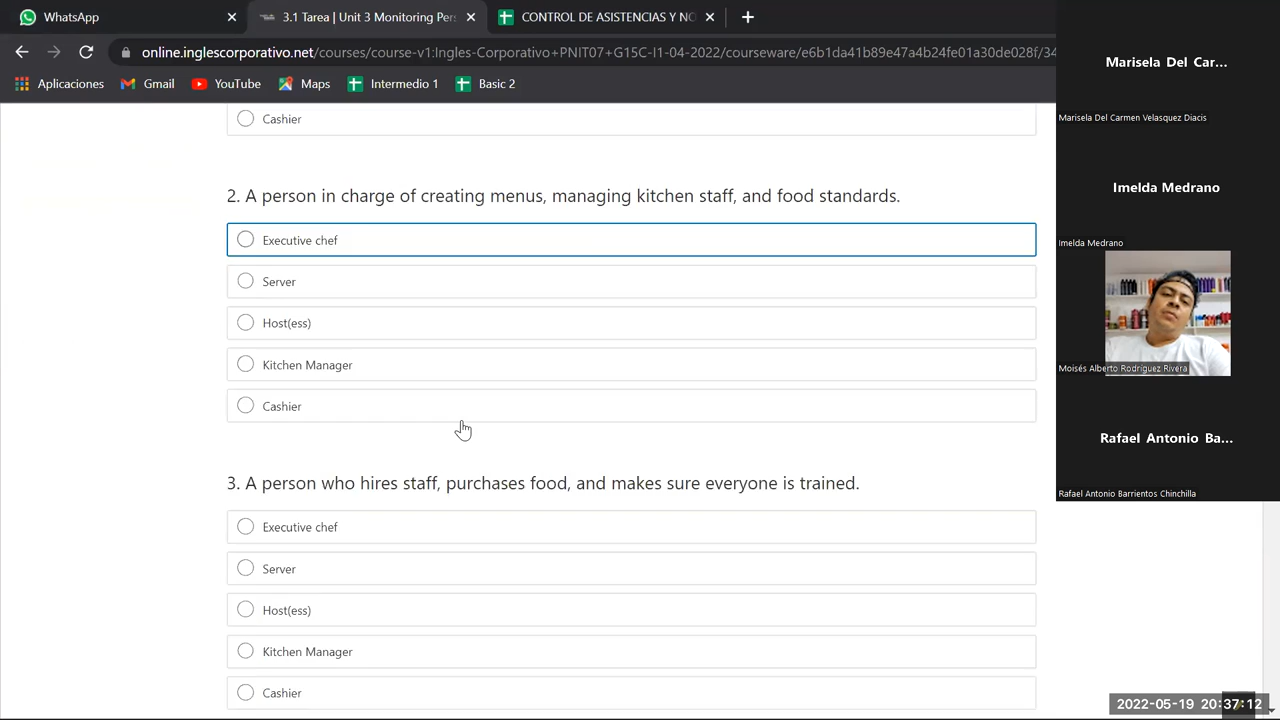 WhatsApp
3.1 Tarea | Unit 3 Monitoring Per
CONTROL DE ASISTENCIAS Y NO
online.inglescorporativo.net/courses/course-v1:Ingles-Corporativo+PNIT07+G15C-I1-04-2022/courseware/e6b1da41b89e47a4b24fe01a30de028f/34
Aplicaciones
Gmail
YouTube
Maps
Intermedio 1
Basic 2
Cashier
2. A person in charge of creating menus, managing kitchen staff, and food standards.
Executive chef
Server
Host(ess)
Kitchen Manager
Cashier
3. A person who hires staff, purchases food, and makes sure everyone is trained.
Executive chef
Server
Host(ess)
Kitchen Manager
Cashier
Marisela Del Car...
Marisela Del Carmen Velasquez Diacis
Imelda Medrano
Imelda Medrano
Moisés Alberto Rodríguez Rivera
Rafael Antonio Ba...
Rafael Antonio Barrientos Chinchilla
2022-05-19 20:37:12